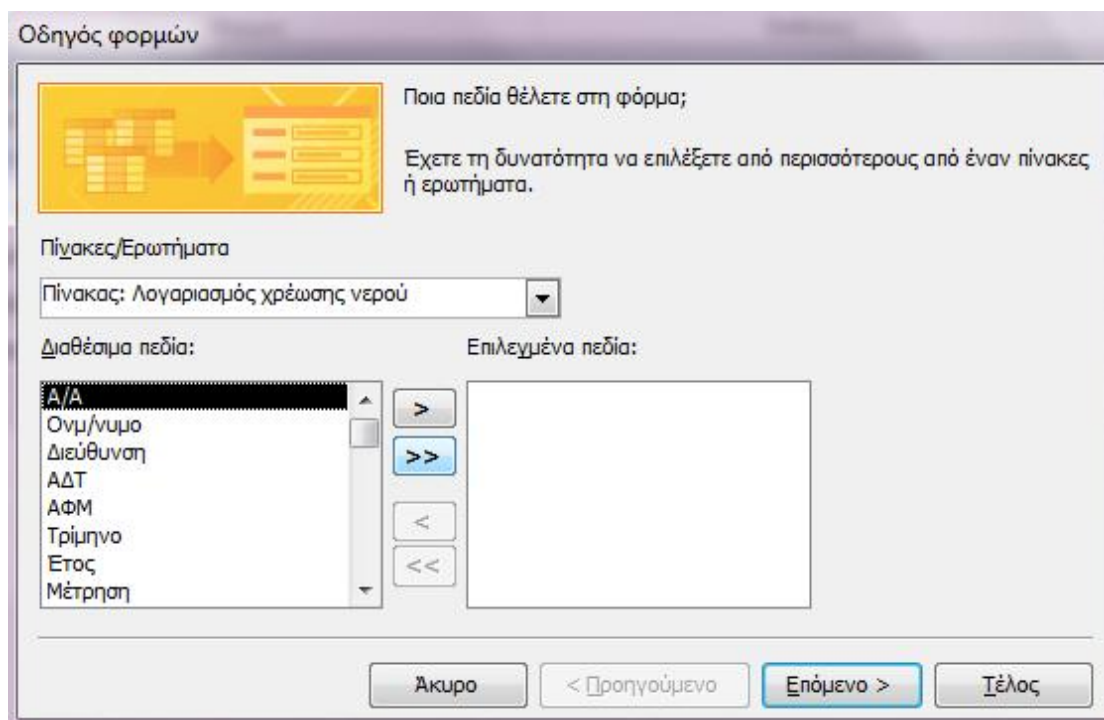 Οδηγός φορμών
Ποια πεδία θέλετε στη φόρμα;
Έχετε τη δυνατότητα να επιλέξετε από περισσότερους από έναν πίνακες
ή ερωτήματα.
Πίνακες/Ερωτήματα
Πίνακας: Λογαριασμός χρέωσης νερού
Διαθέσιμα πεδία:
Επιλεγμένα πεδία:
Α/Α
Ονμ/νυμο
Διεύθυνση
ΑΔΤ
ΑΦΜ
Τρίμηνο
Έτος
Μέτρηση
>
>>
<
<<
Άκυρο
< Προηγούμενο
Επόμενο >
Τέλος